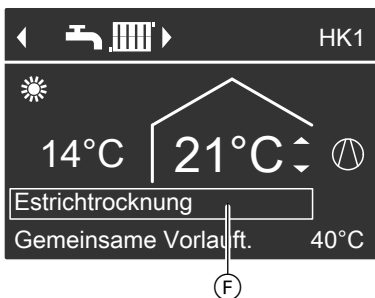 HK1
14°C 21°C
Estrichtrocknung
Gemeinsame Vorlauft. 40°C
F